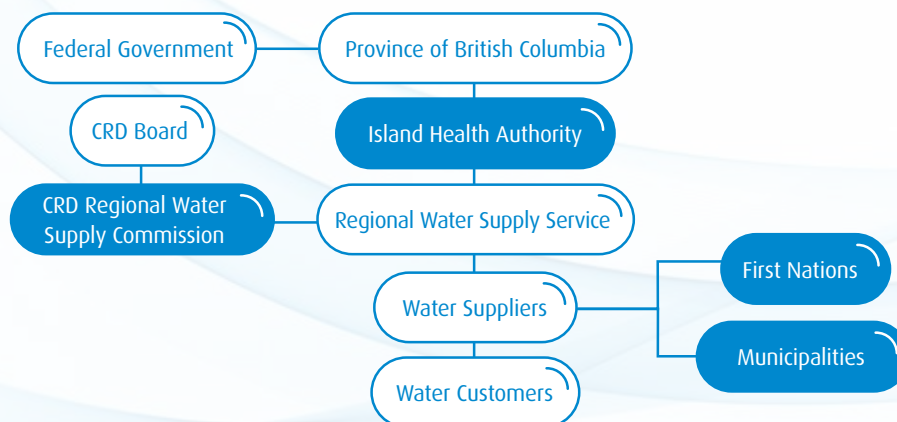 Federal Government
Province of British Columbia
CRD Board
Island Health Authority
CRD Regional Water
Supply Commission
Regional Water Supply Service
First Nations
Water Suppliers
Municipalities
Water Customers